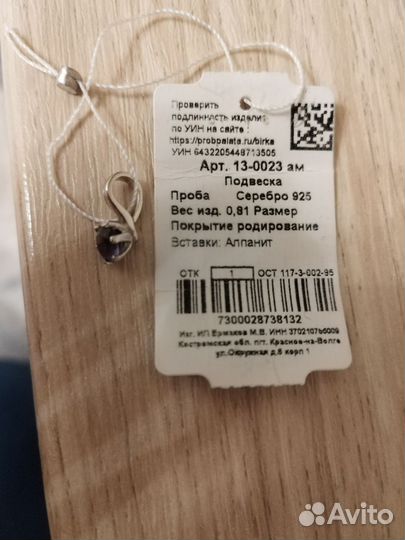 Проверить
подлинность изделия
по УИН на сайте :
https://probpalata.ru/birka
УИН 6432205448713505
Арт. 13-0023 ам
Подвеска
Проба Серебро 925
Вес изд. 0,81 Размер
Покрытие родирование
Вставки: Алпанит
ОТК 1 ОСТ 117-3-002-95
7300028738132
Изг. ИП Ермаков М.В. ИНН
Костромская обл. пгт. Красное-на-Волге
ул.Окружная д.8 корп 1
Avito